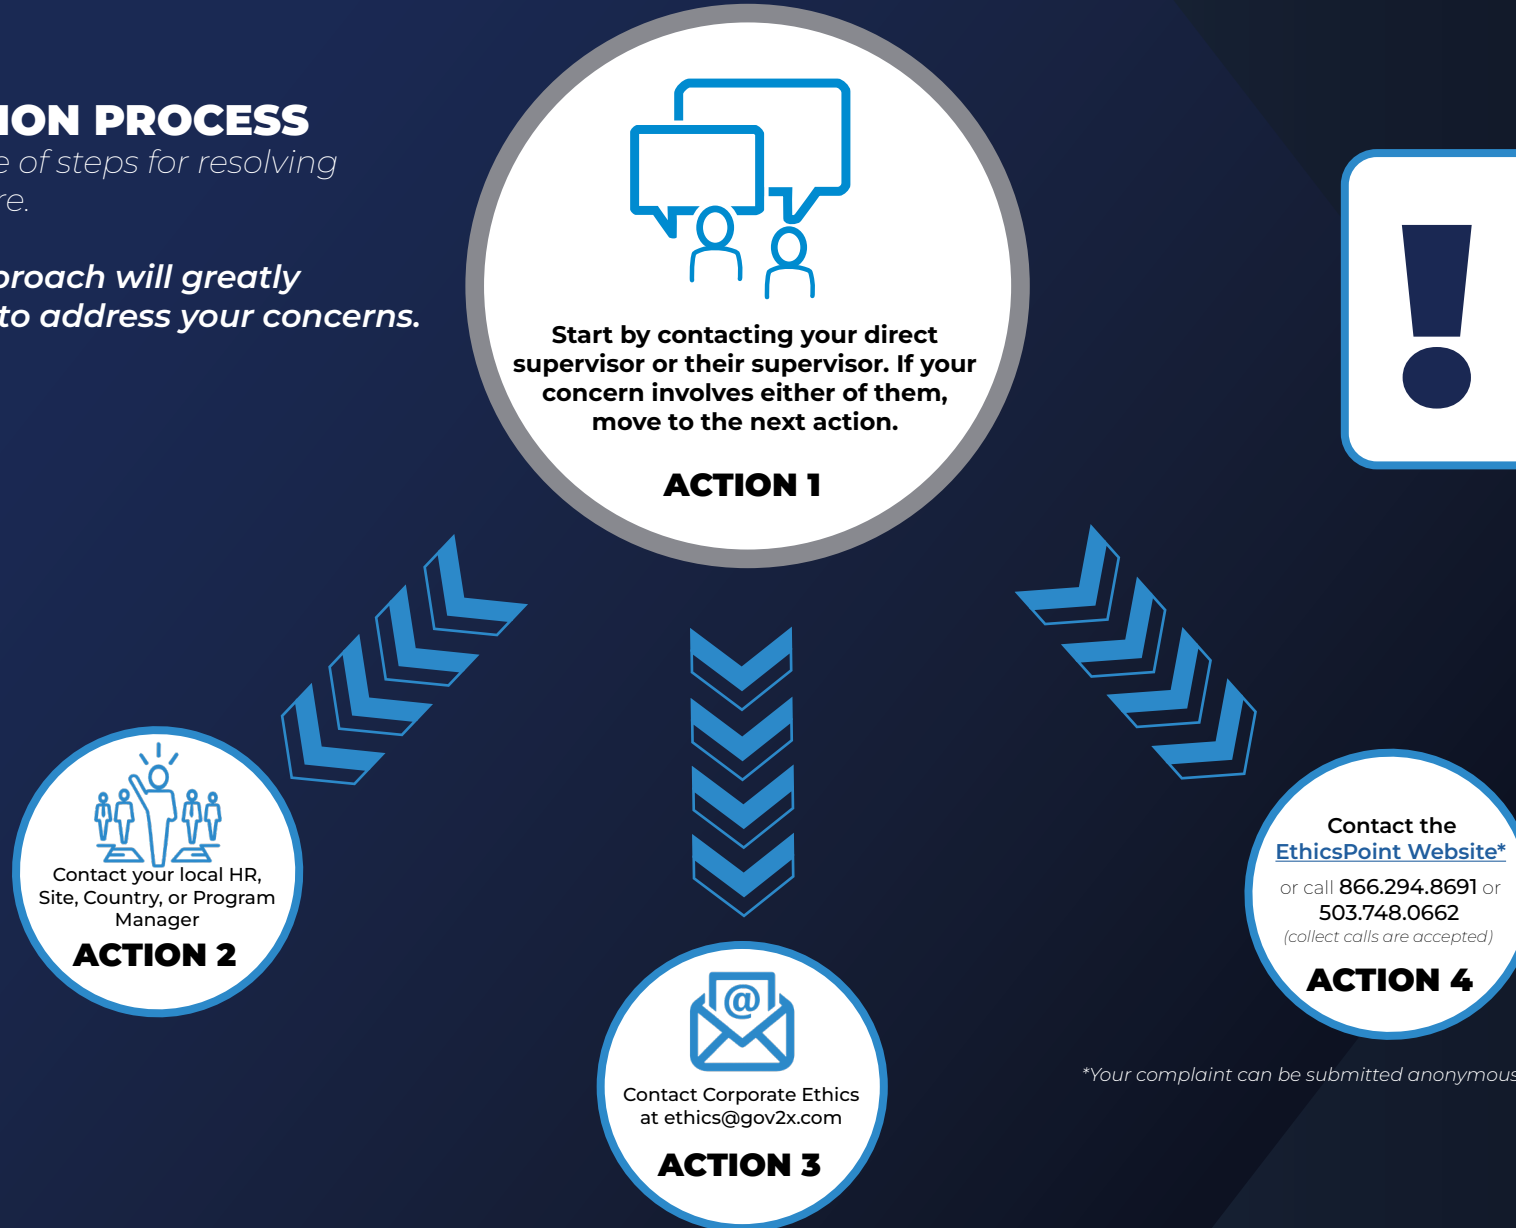 ION PROCESS
e of steps for resolving
re.
proach will greatly
to address your concerns.
Start by contacting your direct
supervisor or their supervisor. If your
concern involves either of them,
move to the next action.
ACTION 1
!
Contact your local HR,
Site, Country, or Program
Manager
ACTION 2
@
Contact Corporate Ethics
at ethics@gov2x.com
ACTION 3
Contact the
EthicsPoint Website*
or call 866.294.8691 or
503.748.0662
(collect calls are accepted)
ACTION 4
*Your complaint can be submitted anonymous